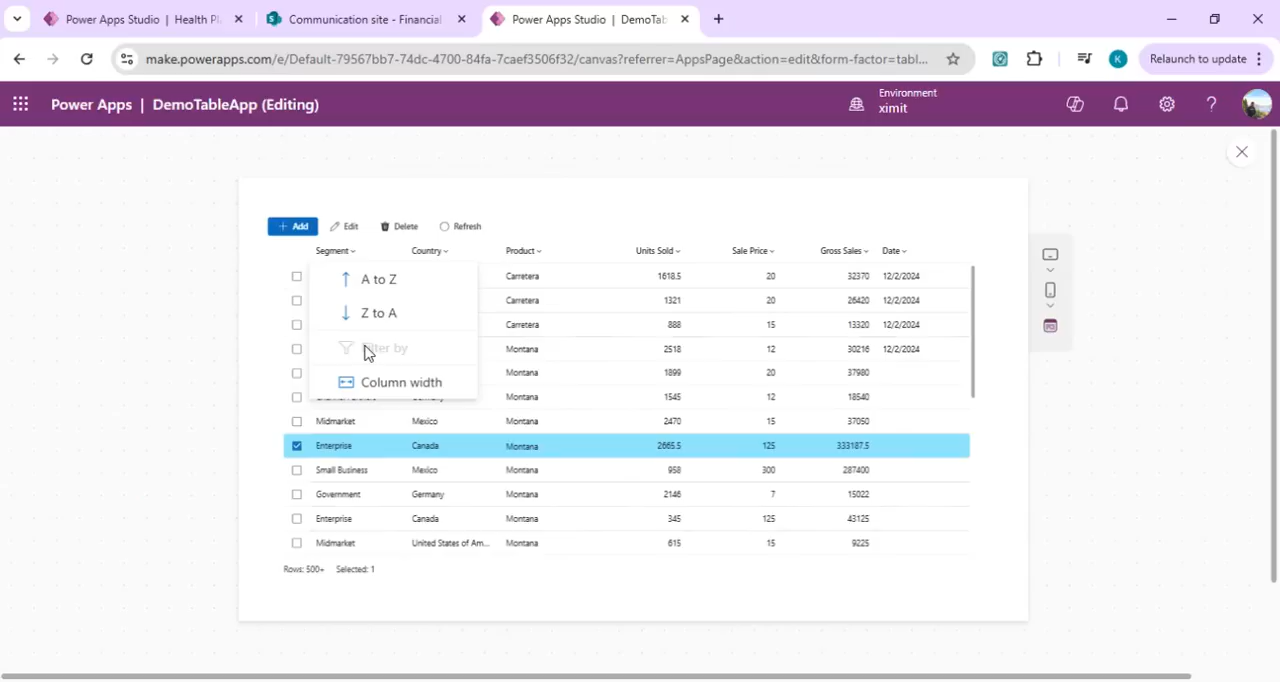 Power Apps Studio | Health Pl
Communication site - Financial
Power Apps Studio | DemoTab
make.powerapps.com/e/Default-79567bb7-74dc-4700-84fa-7caef3506f32/canvas?referrer=AppsPage&action=edit&form-factor=tabl...
K
Relaunch to update
Power Apps | DemoTableApp (Editing)
Environment
ximit
+ Add Edit Delete Refresh
Segment Country Product Units Sold Sale Price Gross Sales Date
Carretera 1618.5 20 32370 12/2/2024
Carretera 1321 20 26420 12/2/2024
Carretera 888 15 13320 12/2/2024
Montana 2518 12 30216 12/2/2024
Montana 1899 20 37980
Montana 1545 12 18540
A to Z
Z to A
Filter by
Column width
Midmarket Mexico Montana 2470 15 37050
Enterprise Canada Montana 2665.5 125 333187.5
Small Business Mexico Montana 958 300 287400
Government Germany Montana 2146 7 15022
Enterprise Canada Montana 345 125 43125
Midmarket United States of Am... Montana 615 15 9225
Rows: 500+ Selected: 1